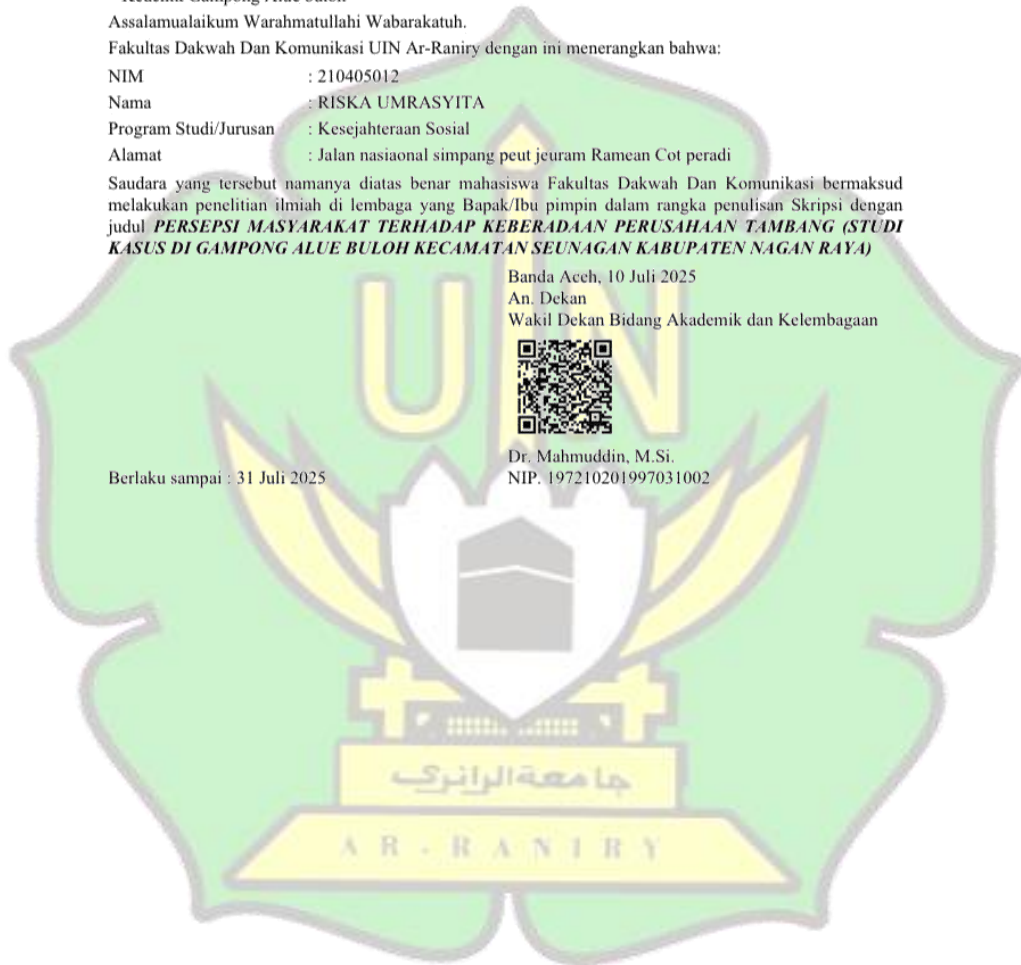 Assalamualaikum Warahmatullahi Wabarakatuh.
Fakultas Dakwah Dan Komunikasi UIN Ar-Raniry dengan ini menerangkan bahwa:
NIM : 210405012
Nama : RISKA UMRASYITA
Program Studi/Jurusan : Kesejahteraan Sosial
Alamat : Jalan nasiaonal simpang peut jeuram Ramean Cot peradi
Saudara yang tersebut namanya diatas benar mahasiswa Fakultas Dakwah Dan Komunikasi bermaksud
melakukan penelitian ilmiah di lembaga yang Bapak/Ibu pimpin dalam rangka penulisan Skripsi dengan
judul PERSEPSI MASYARAKAT TERHADAP KEBERADAAN PERUSAHAAN TAMBANG (STUDI
KASUS DI GAMPONG ALUE BULOH KECAMATAN SEUNAGAN KABUPATEN NAGAN RAYA)
Banda Aceh, 10 Juli 2025
An. Dekan
Wakil Dekan Bidang Akademik dan Kelembagaan
UIN
Dr. Mahmuddin, M.Si.
Berlaku sampai : 31 Juli 2025
NIP. 197210201997031002
جامعة الرانري
AR-RANIRY